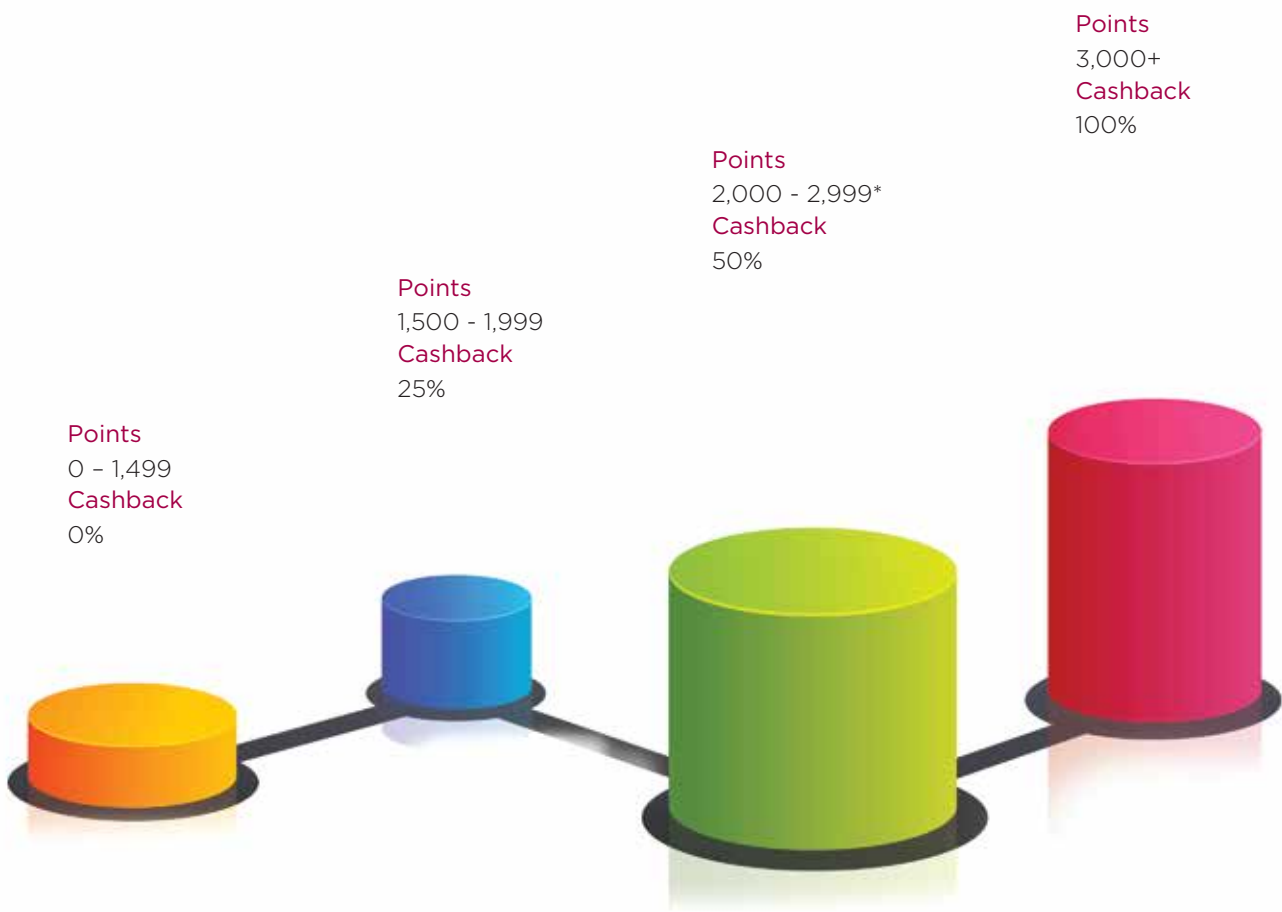 Points
0 – 1,499
Cashback
0%
Points
1,500 - 1,999
Cashback
25%
Points
2,000 - 2,999*
Cashback
50%
Points
3,000+
Cashback
100%